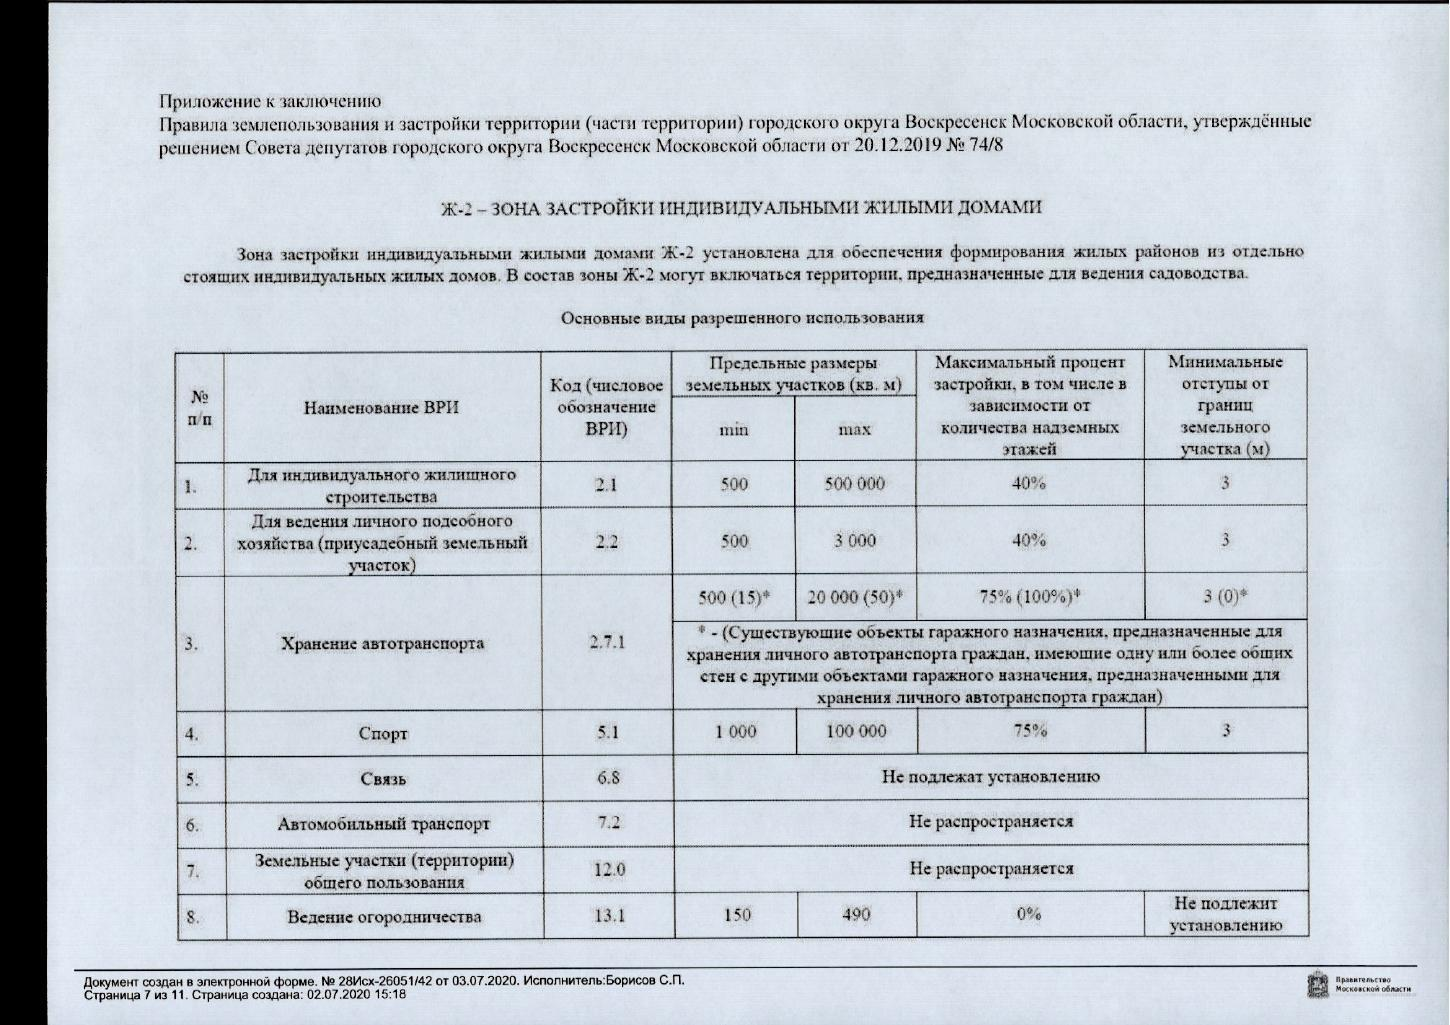 Приложение к заключению
Правила землепользования и застройки территории (части территории) городского округа Воскресенск Московской области, утверждённые
решением Совета депутатов городского округа Воскресенск Московской области от 20.12.2019 № 74/8
Ж-2 – ЗОНА ЗАСТРОЙКИ ИНДИВИДУАЛЬНЫМИ ЖИЛЫМИ ДОМАМИ
Зона застройки индивидуальными жилыми домами Ж-2 установлена для обеспечения формирования жилых районов из отдельно
стоящих индивидуальных жилых домов. В состав зоны Ж-2 могут включаться территории, предназначенные для ведения садоводства.
Основные виды разрешенного использования
№
п/п
Наименование ВРИ
Код (числовое
обозначение
ВРИ)
Предельные размеры
земельных участков (кв. м)
min
max
Максимальный процент
застройки, в том числе в
зависимости от
количества надземных
этажей
Минимальные
отступы от
границ
земельного
участка (м)
1.
Для индивидуального жилищного
строительства
2.1
500
500 000
40%
3
2.
Для ведения личного подсобного
хозяйства (приусадебный земельный
участок)
2.2
500
3 000
40%
3
3.
Хранение автотранспорта
2.7.1
500 (15)*
20 000 (50)*
75% (100%)*
3 (0)*
* - (Существующие объекты гаражного назначения, предназначенные для
хранения личного автотранспорта граждан, имеющие одну или более общих
стен с другими объектами гаражного назначения, предназначенными для
хранения личного автотранспорта граждан)
4.
Спорт
5.1
1 000
100 000
75%
3
5.
Связь
6.8
Не подлежат установлению
6.
Автомобильный транспорт
7.2
Не распространяется
7.
Земельные участки (территории)
общего пользования
12.0
Не распространяется
8.
Ведение огородничества
13.1
150
490
0%
Не подлежит
установлению
Документ создан в электронной форме. № 28Исх-26051/42 от 03.07.2020. Исполнитель:Борисов С.П.
Страница 7 из 11. Страница создана: 02.07.2020 15:18
Правительство
Московской области